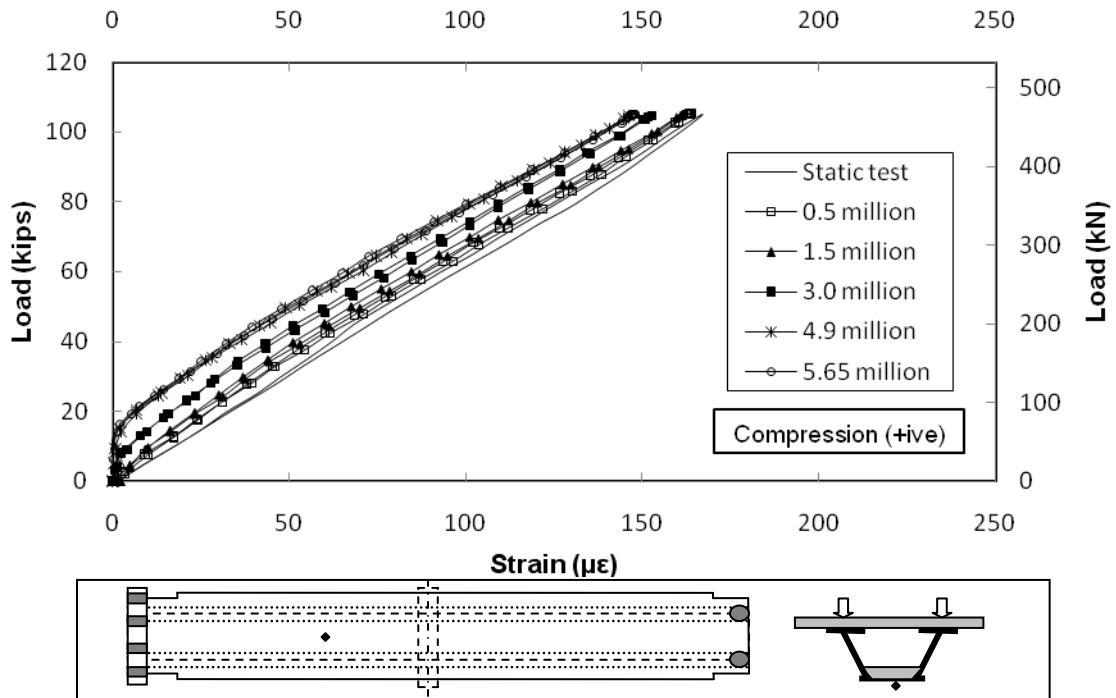 0 50 100 150 200 250
120 500
100 400
80 300
60 200
40 100
20 0
0
Load (kips)
Load (kN)
Static test
0.5 million
1.5 million
3.0 million
4.9 million
5.65 million
Compression (+ive)
0 50 100 150 200 250
Strain (με)